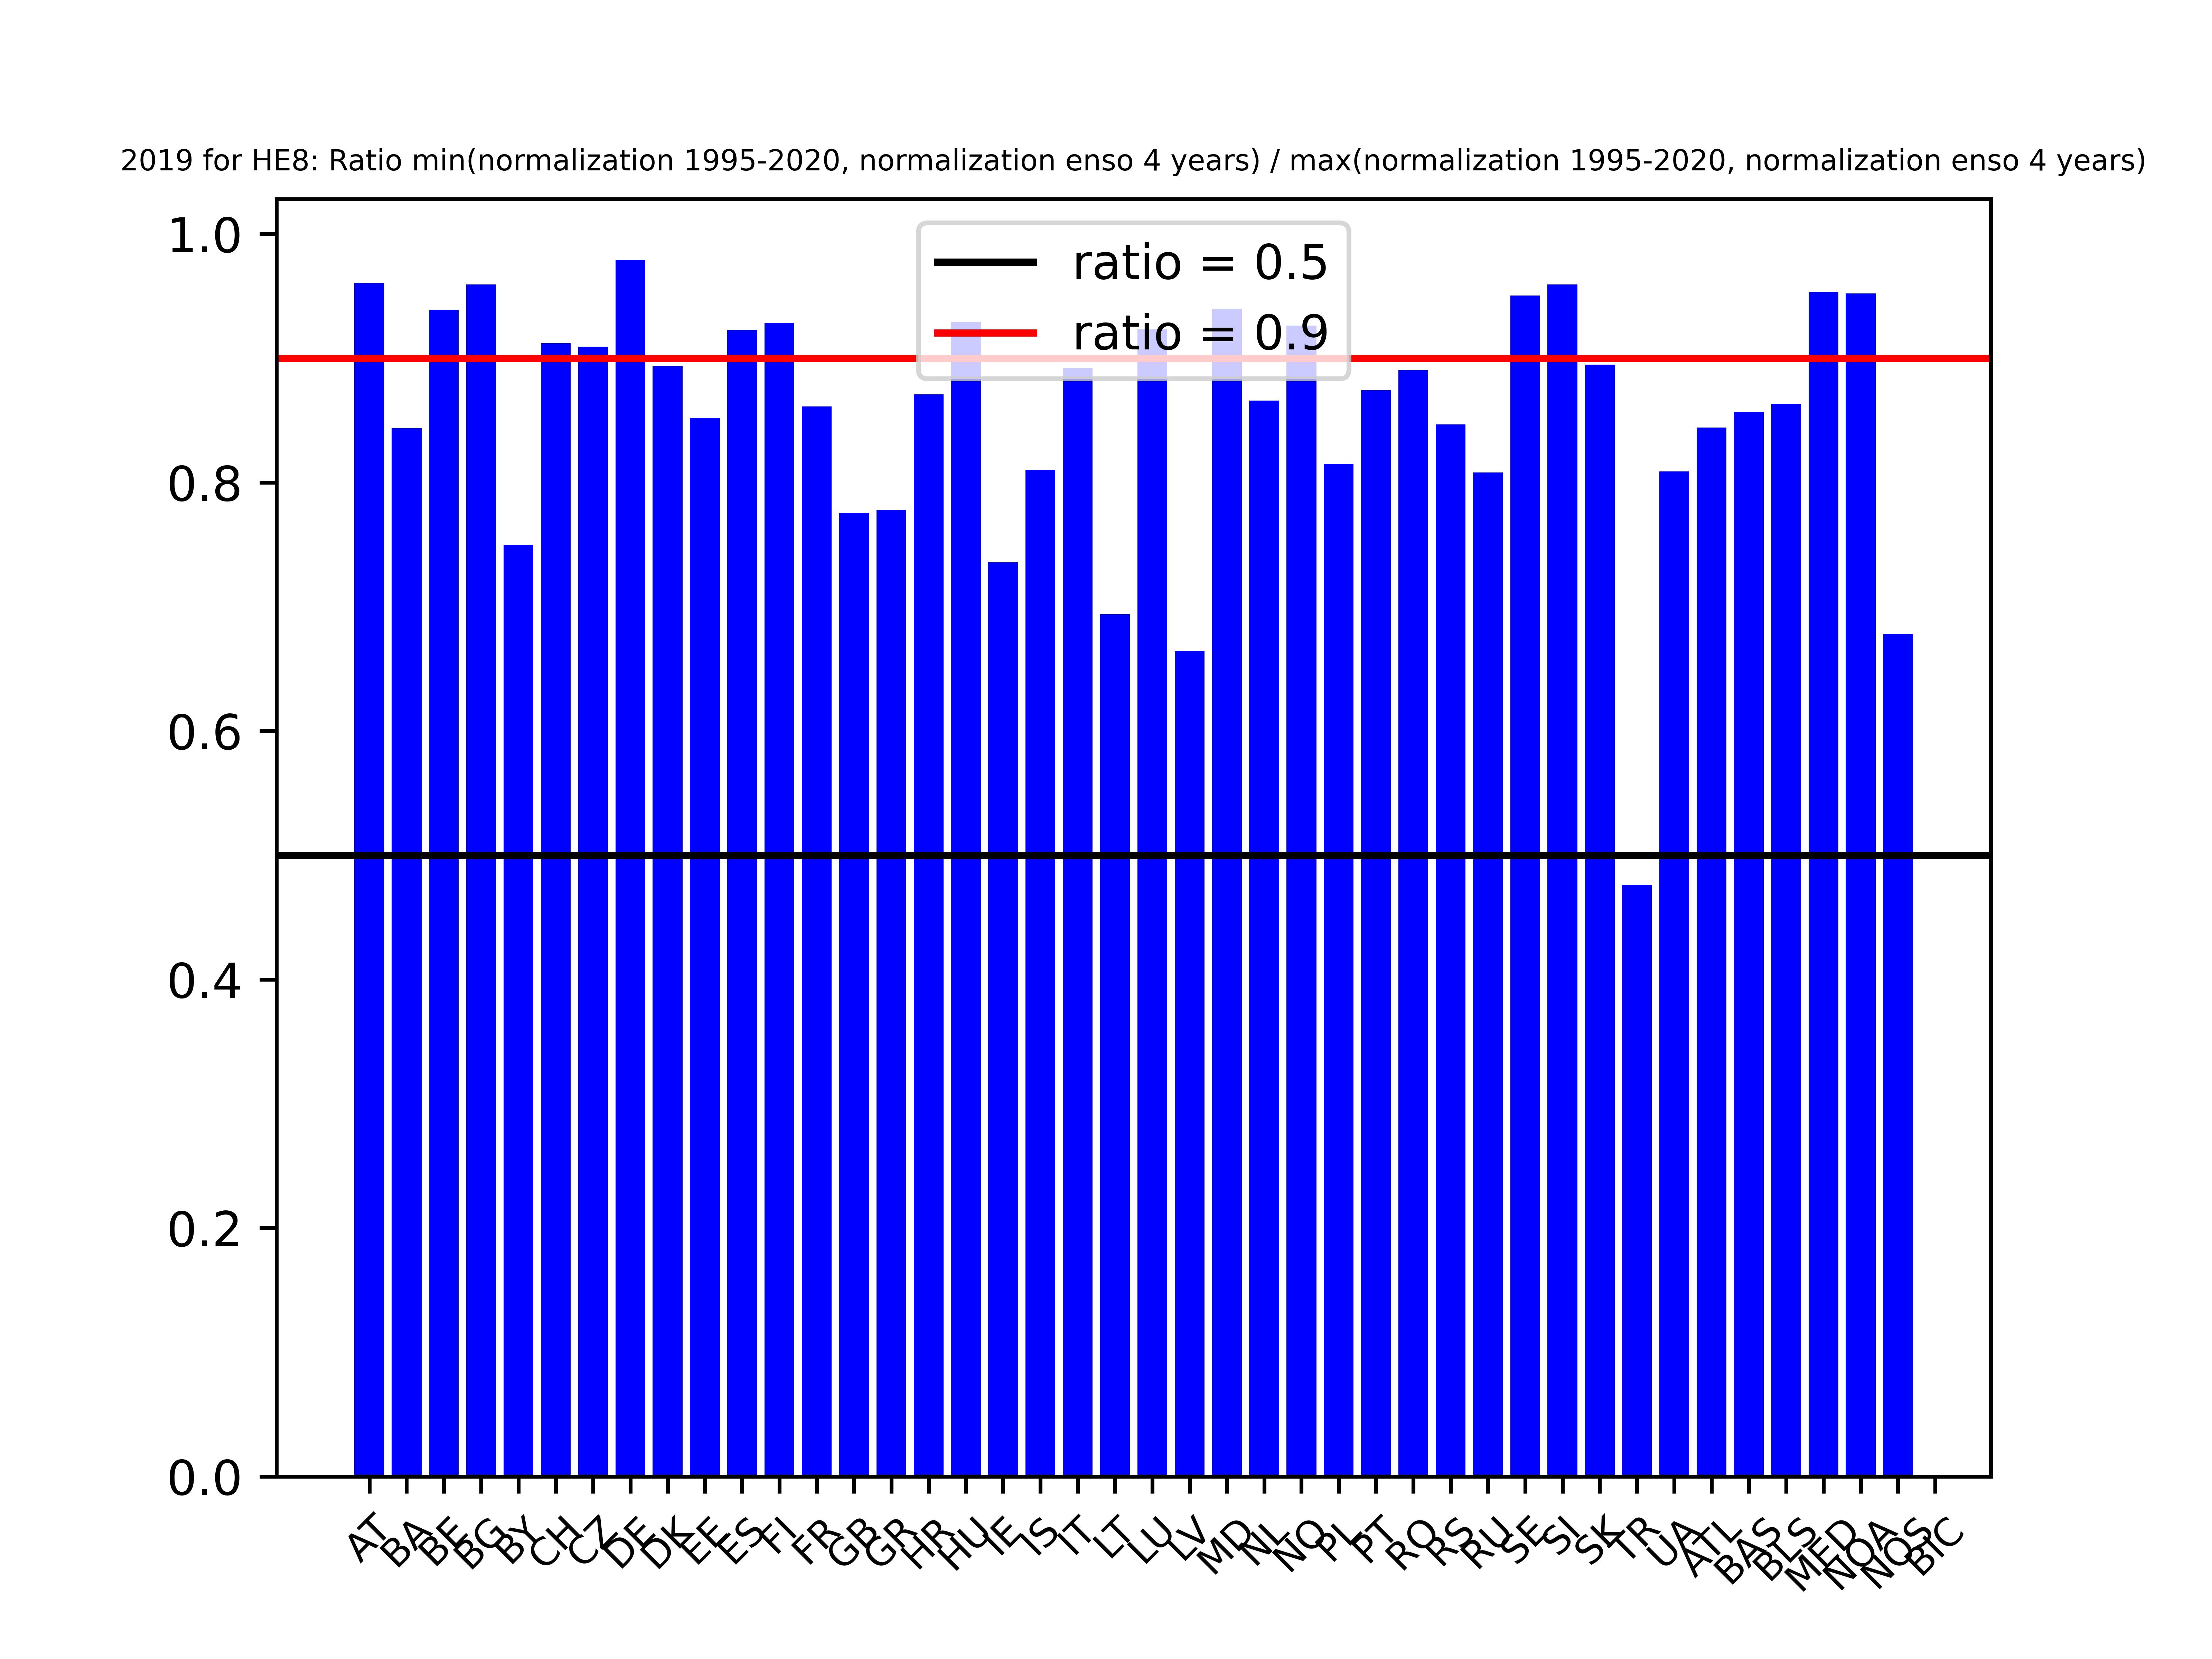 2019 for HE8: Ratio min(normalization 1995-2020, normalization enso 4 years) / max(normalization 1995-2020, normalization enso 4 years)
ratio = 0.5
ratio = 0.9
1.0
0.8
0.6
0.4
0.2
0.0
AT BA BE BG BY CH CZ DE DK EE ES FI FR GB GR HR HU IE IS IT LT LU LV MD NL NO PL PT RO RS RU SE SI SK TR UA ATL BAS BLS MED NOA NOS BIC